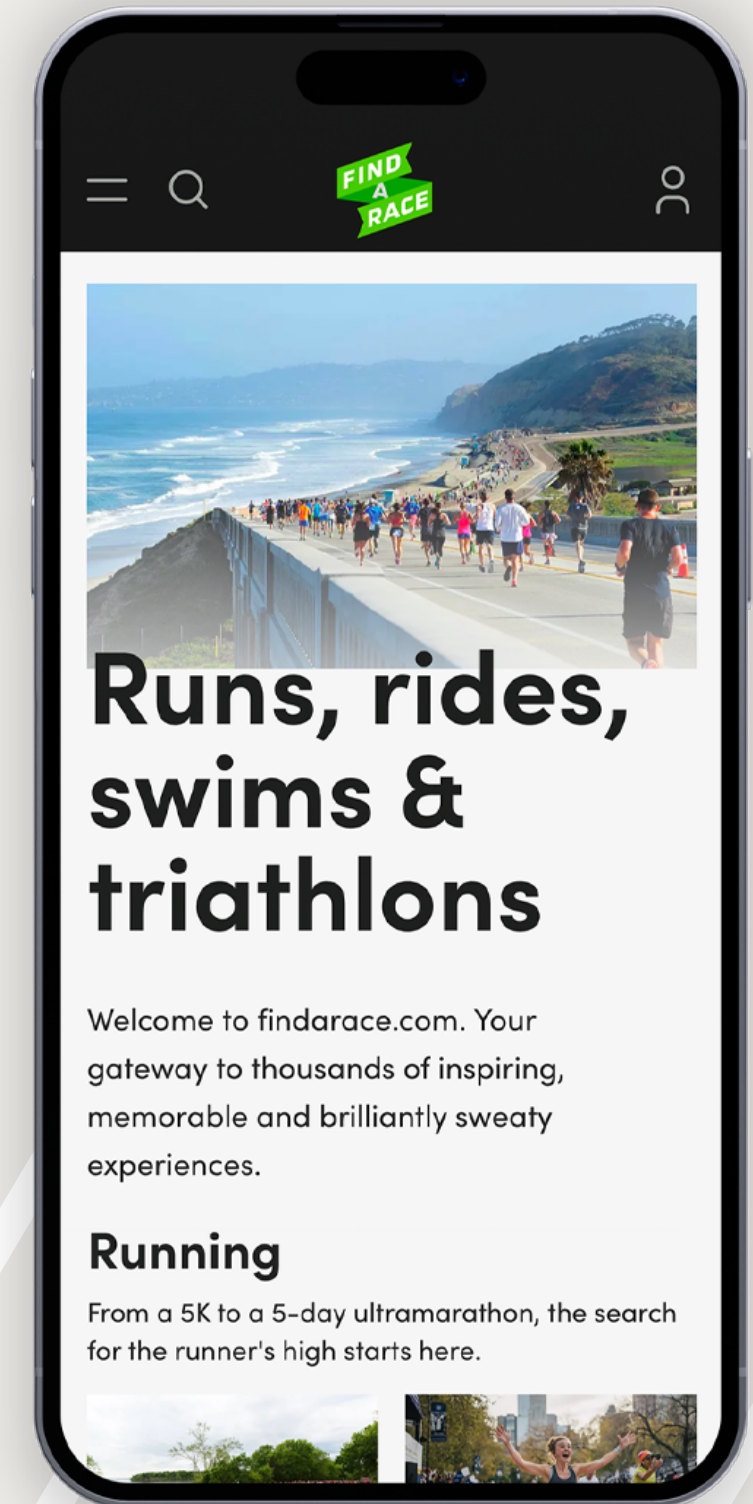 FIND
A
RACE
Runs, rides,
swims &
triathlons
Welcome to findarace.com. Your
gateway to thousands of inspiring,
memorable and brilliantly sweaty
experiences.
Running
From a 5K to a 5-day ultramarathon, the search
for the runner's high starts here.